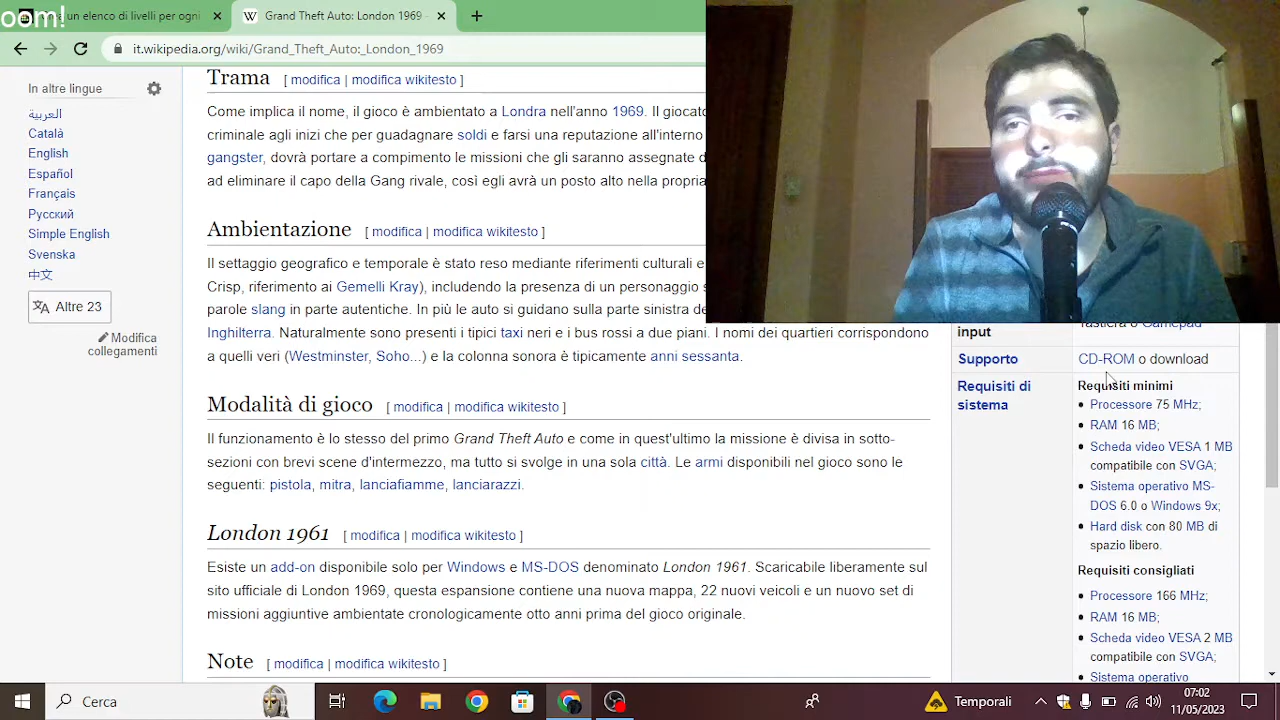 oom!
un elenco di livelli per ogni
Grand Theft Auto: London 1969 -
it.wikipedia.org/wiki/Grand_Theft_Auto:_London_1969
In altre lingue
العربية
Català
English
Español
Français
Русский
Simple English
Svenska
中文
Altre 23
Modifica
collegamenti
Trama [ modifica | modifica wikitesto ]
Come implica il nome, il gioco è ambientato a Londra nell'anno 1969. Il giocat
criminale agli inizi che per guadagnare soldi e farsi una reputazione all'interno
gangster, dovrà portare a compimento le missioni che gli saranno assegnate d
ad eliminare il capo della Gang rivale, così egli avrà un posto alto nella propria
Ambientazione [ modifica | modifica wikitesto ]
Il settaggio geografico e temporale è stato reso mediante riferimenti culturali e
Crisp, riferimento ai Gemelli Kray), includendo la presenza di un personaggio s
parole slang in parte autentiche. In più le auto si guidano sulla parte sinistra de
Inghilterra. Naturalmente sono presenti i tipici taxi neri e i bus rossi a due piani. I nomi dei quartieri corrispondono
a quelli veri (Westminster, Soho...) e la colonna sonora è tipicamente anni sessanta.
Modalità di gioco [ modifica | modifica wikitesto ]
Il funzionamento è lo stesso del primo Grand Theft Auto e come in quest'ultimo la missione è divisa in sotto-
sezioni con brevi scene d'intermezzo, ma tutto si svolge in una sola città. Le armi disponibili nel gioco sono le
seguenti: pistola, mitra, lanciafiamme, lanciarazzi.
London 1961 [ modifica | modifica wikitesto ]
Esiste un add-on disponibile solo per Windows e MS-DOS denominato London 1961. Scaricabile liberamente sul
sito ufficiale di London 1969, questa espansione contiene una nuova mappa, 22 nuovi veicoli e un nuovo set di
missioni aggiuntive ambientate cronologicamente otto anni prima del gioco originale.
Note [ modifica | modifica wikitesto ]
input
Tastiera o Gamepad
Supporto
CD-ROM o download
Requisiti di
sistema
Requisiti minimi
Processore 75 MHz;
RAM 16 MB;
Scheda video VESA 1 MB
compatibile con SVGA;
Sistema operativo MS-
DOS 6.0 o Windows 9x;
Hard disk con 80 MB di
spazio libero.
Requisiti consigliati
Processore 166 MHz;
RAM 16 MB;
Scheda video VESA 2 MB
compatibile con SVGA;
Sistema operativo
Cerca
Temporali
07:02
11/05/2023